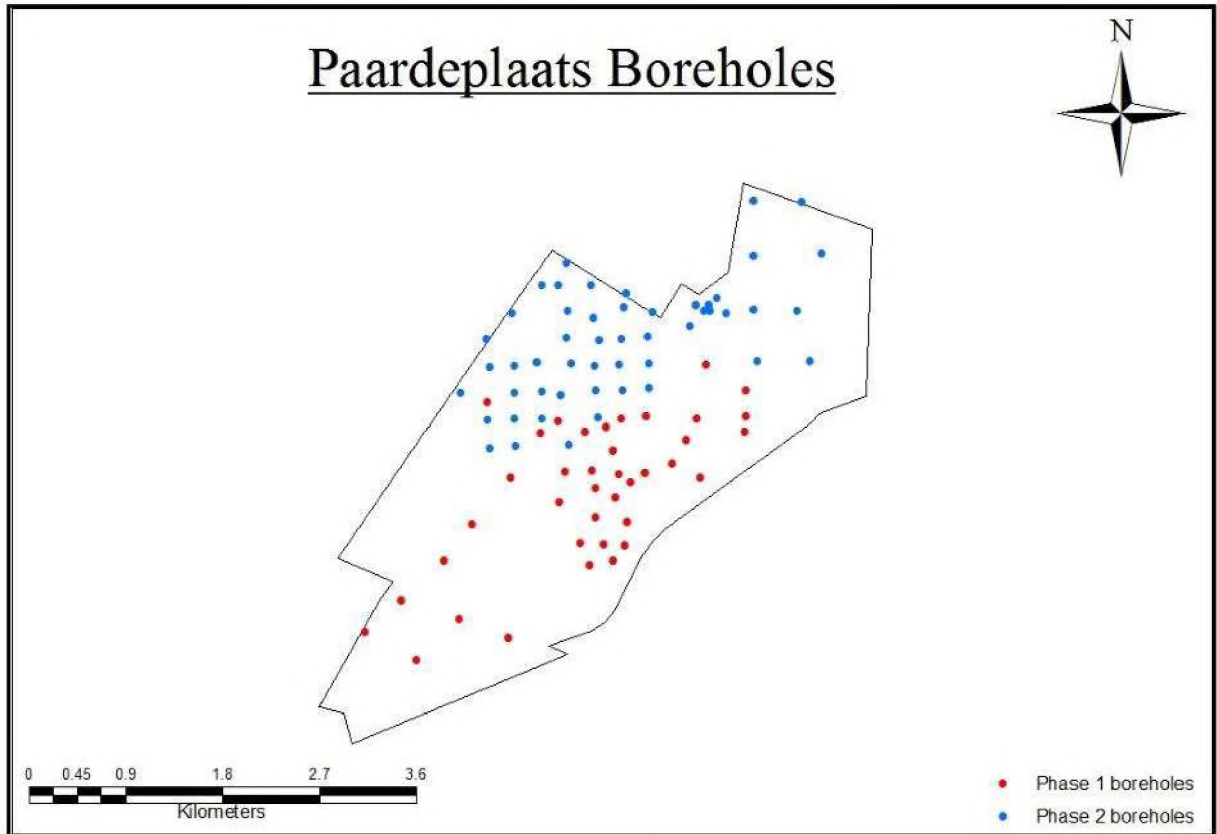 Paardeplaats Boreholes
N
0 0.45 0.9 1.8 2.7 3.6
Kilometers
Phase 1 boreholes
Phase 2 boreholes